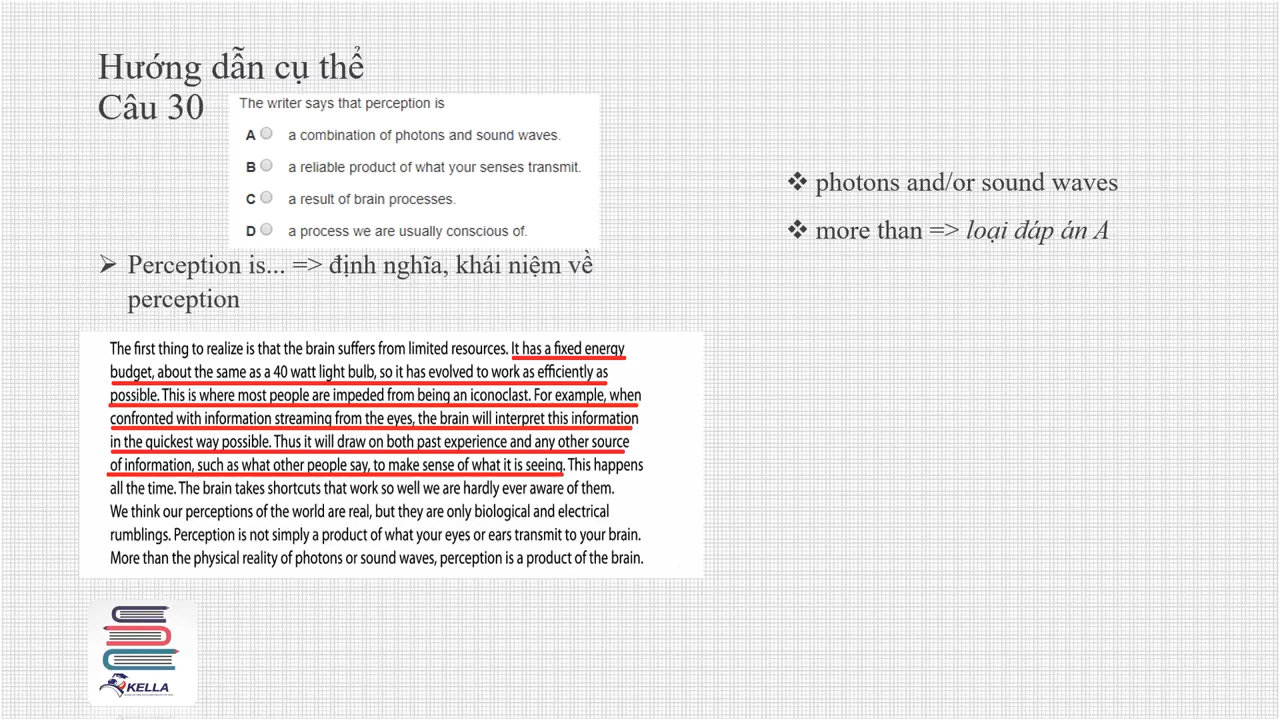 Hướng dẫn cụ thể
Câu 30
The writer says that perception is
A a combination of photons and sound waves.
B a reliable product of what your senses transmit.
C a result of brain processes.
D a process we are usually conscious of.
➢ Perception is... => định nghĩa, khái niệm về
perception
❖ photons and/or sound waves
❖ more than => loại đáp án A
The first thing to realize is that the brain suffers from limited resources. It has a fixed energy
budget, about the same as a 40 watt light bulb, so it has evolved to work as efficiently as
possible. This is where most people are impeded from being an iconoclast. For example, when
confronted with information streaming from the eyes, the brain will interpret this information
in the quickest way possible. Thus it will draw on both past experience and any other source
of information, such as what other people say, to make sense of what it is seeing. This happens
all the time. The brain takes shortcuts that work so well we are hardly ever aware of them.
We think our perceptions of the world are real, but they are only biological and electrical
rumblings. Perception is not simply a product of what your eyes or ears transmit to your brain.
More than the physical reality of photons or sound waves, perception is a product of the brain.
KELLA